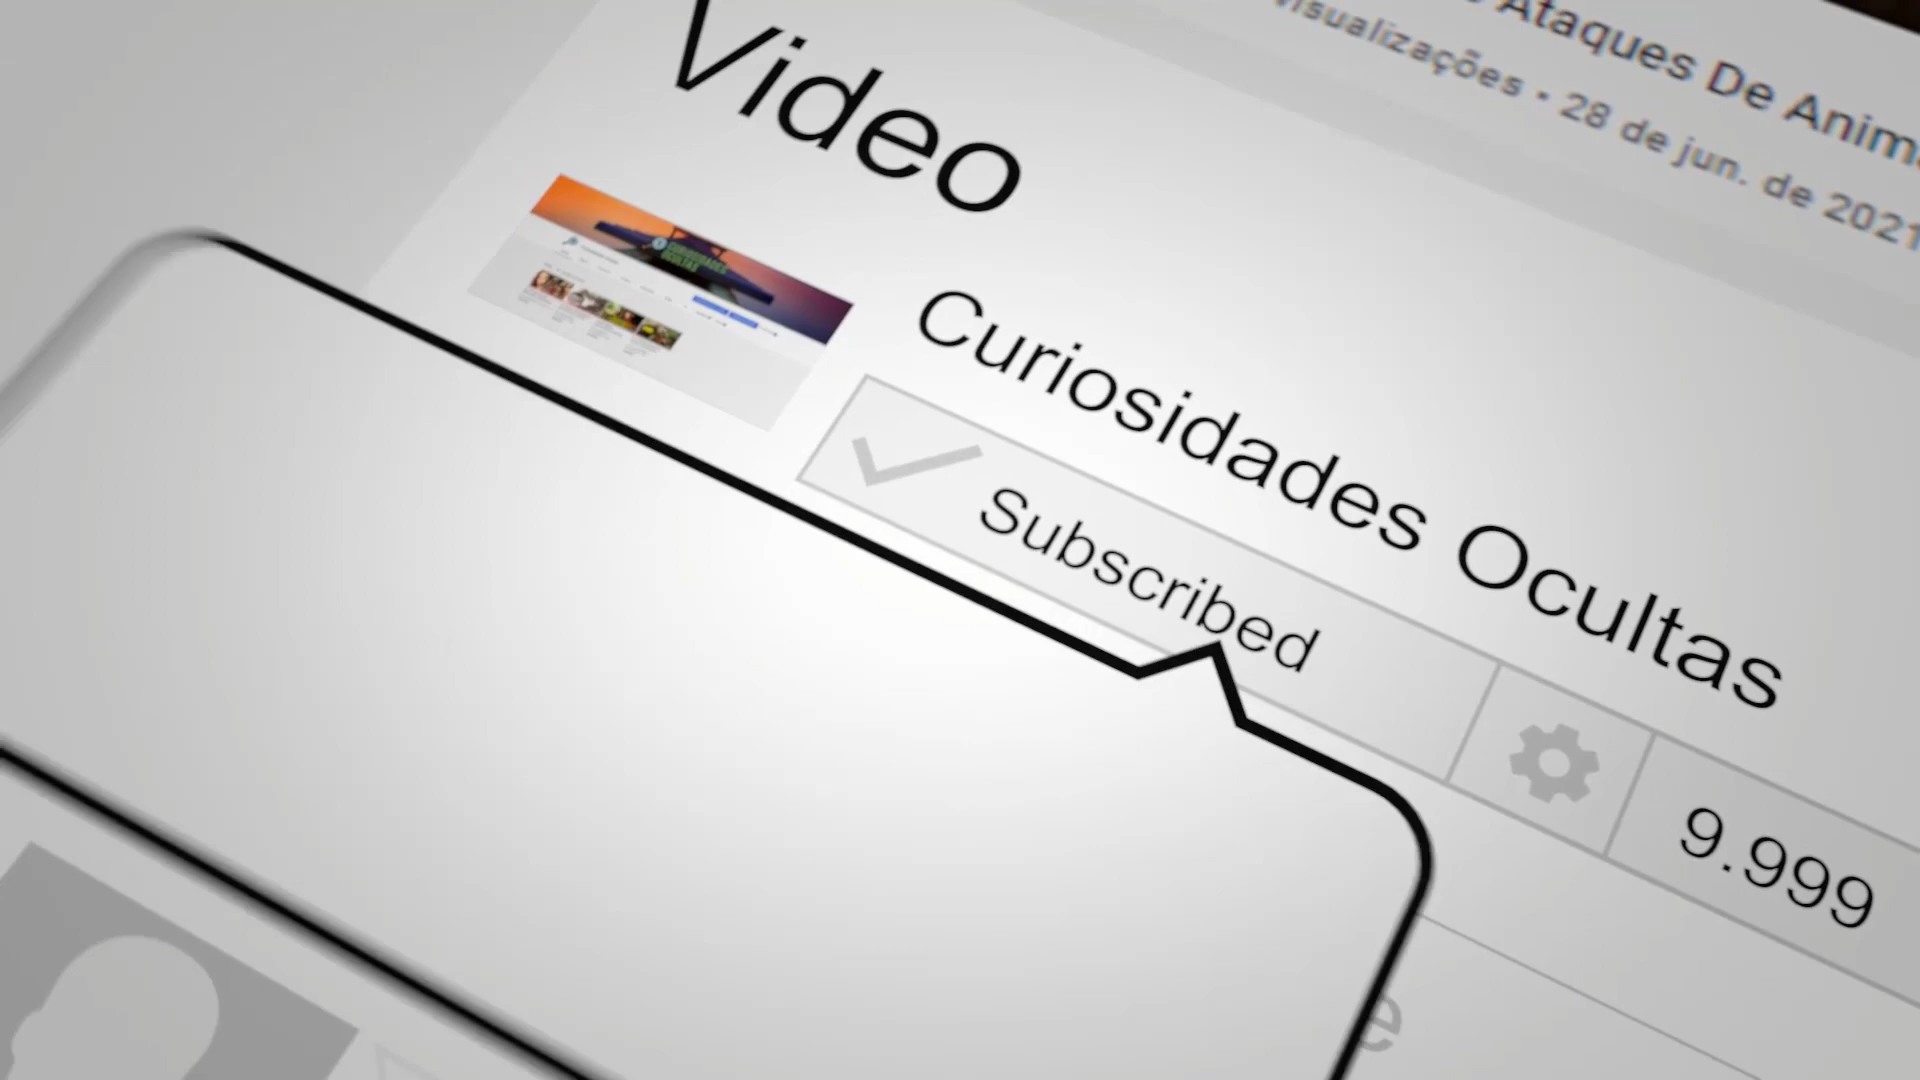 Ataques De Anim
visualizações • 28 de jun. de 2021
Video
Curiosidades Ocultas
Subscribed
9.999
e